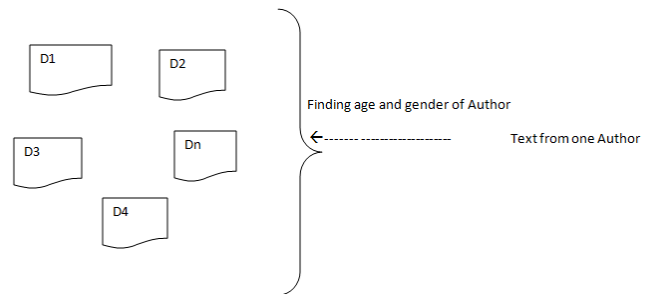 D1
D2
Finding age and gender of Author
Text from one Author
D3
Dn
D4